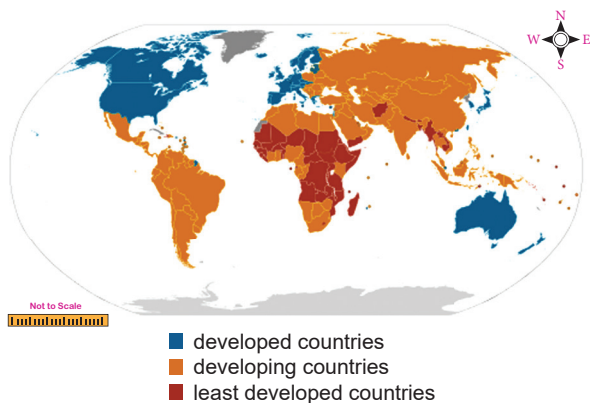 N
W E
S
Not to Scale
developed countries
developing countries
least developed countries